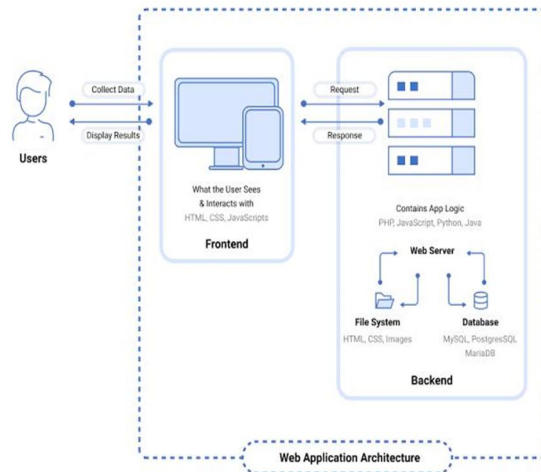 Collect Data
Display Results
Users
What the User Sees
& Interacts with
HTML, CSS, JavaScripts
Frontend
Request
Response
Contains App Logic
PHP, JavaScript, Python, Java
Web Server
File System
HTML, CSS, Images
Database
MySQL, PostgresSQL
MariaDB
Backend
Web Application Architecture